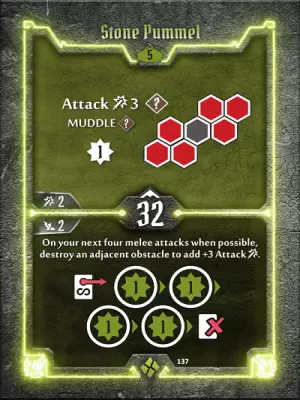 Stone Pummel
5
Attack 3 ?
MUDDLE ?
1
2
32
2
On your next four melee attacks when possible,
destroy an adjacent obstacle to add +3 Attack.
1 1
1 1
137